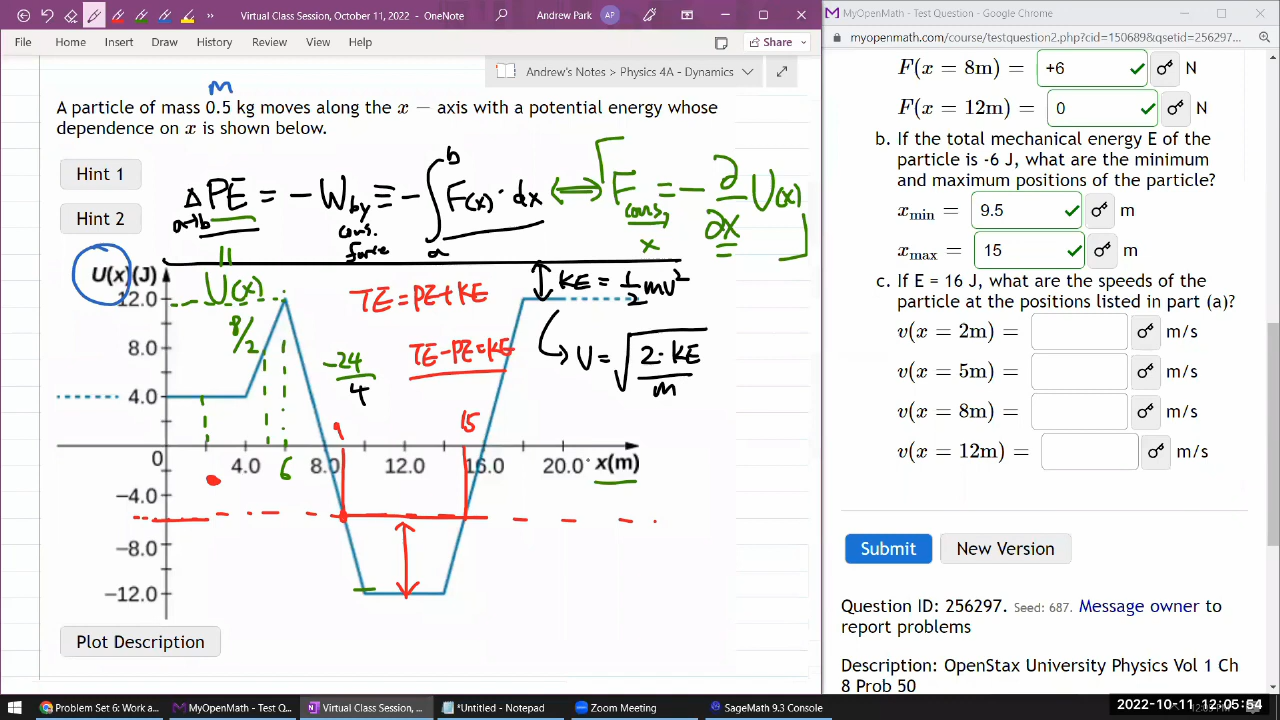 Virtual Class Session, October 11, 2022 - OneNote
Andrew Park AP
File Home Insert Draw History Review View Help Share
Andrew's Notes > Physics 4A - Dynamics
m
A particle of mass 0.5 kg moves along the x − axis with a potential energy whose
dependence on x is shown below.
Hint 1
Hint 2
Δ PE = − W by ≡ − ∫ F(x) · dx ⟺ F = − ∂/∂x U(x)
a→b
cons. force
a
b
cons, x
U(x)(J)
U(x)
TE = PE + KE
KE = 1/2 mv²
TE − PE = KE
V = √(2 · KE / m)
8/2
−24/4
12.0
8.0
4.0
0
−4.0
−8.0
−12.0
4.0 8.0 12.0 16.0 20.0 x(m)
6
9
15
Plot Description
MyOpenMath - Test Question - Google Chrome
myopenmath.com/course/testquestion2.php?cid=150689&qsetid=256297...
F(x = 8m) = +6 N
F(x = 12m) = 0 N
b. If the total mechanical energy E of the
particle is -6 J, what are the minimum
and maximum positions of the particle?
xmin = 9.5 m
xmax = 15 m
c. If E = 16 J, what are the speeds of the
particle at the positions listed in part (a)?
v(x = 2m) = m/s
v(x = 5m) = m/s
v(x = 8m) = m/s
v(x = 12m) = m/s
Submit New Version
Question ID: 256297. Seed: 687. Message owner to
report problems
Description: OpenStax University Physics Vol 1 Ch
8 Prob 50
Problem Set 6: Work a... MyOpenMath - Test Q... Virtual Class Session, ... *Untitled - Notepad Zoom Meeting SageMath 9.3 Console
2022-10-11 12:05:54